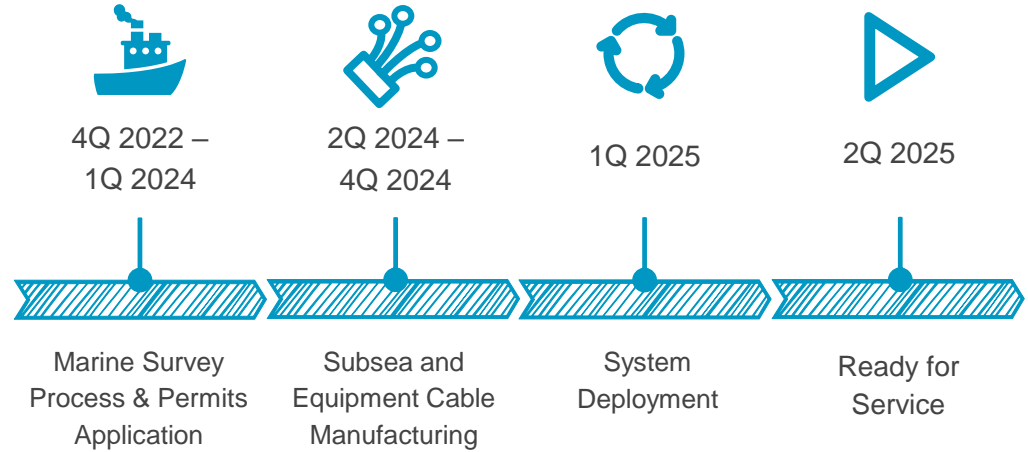 4Q 2022 –
1Q 2024
2Q 2024 –
4Q 2024
1Q 2025
2Q 2025
Marine Survey
Process & Permits
Application
Subsea and
Equipment Cable
Manufacturing
System
Deployment
Ready for
Service